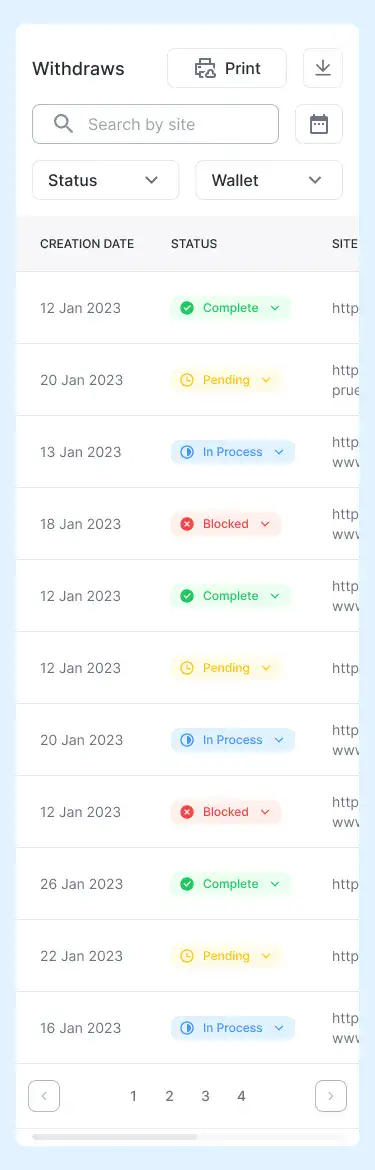 Withdraws
Print
Search by site
Status
Wallet
CREATION DATE STATUS SITE
12 Jan 2023 Complete http
20 Jan 2023 Pending http
prue
13 Jan 2023 In Process http
www
18 Jan 2023 Blocked http
www
12 Jan 2023 Complete http
www
12 Jan 2023 Pending http
20 Jan 2023 In Process http
www
12 Jan 2023 Blocked http
www
26 Jan 2023 Complete http
22 Jan 2023 Pending http
16 Jan 2023 In Process http
www
1 2 3 4